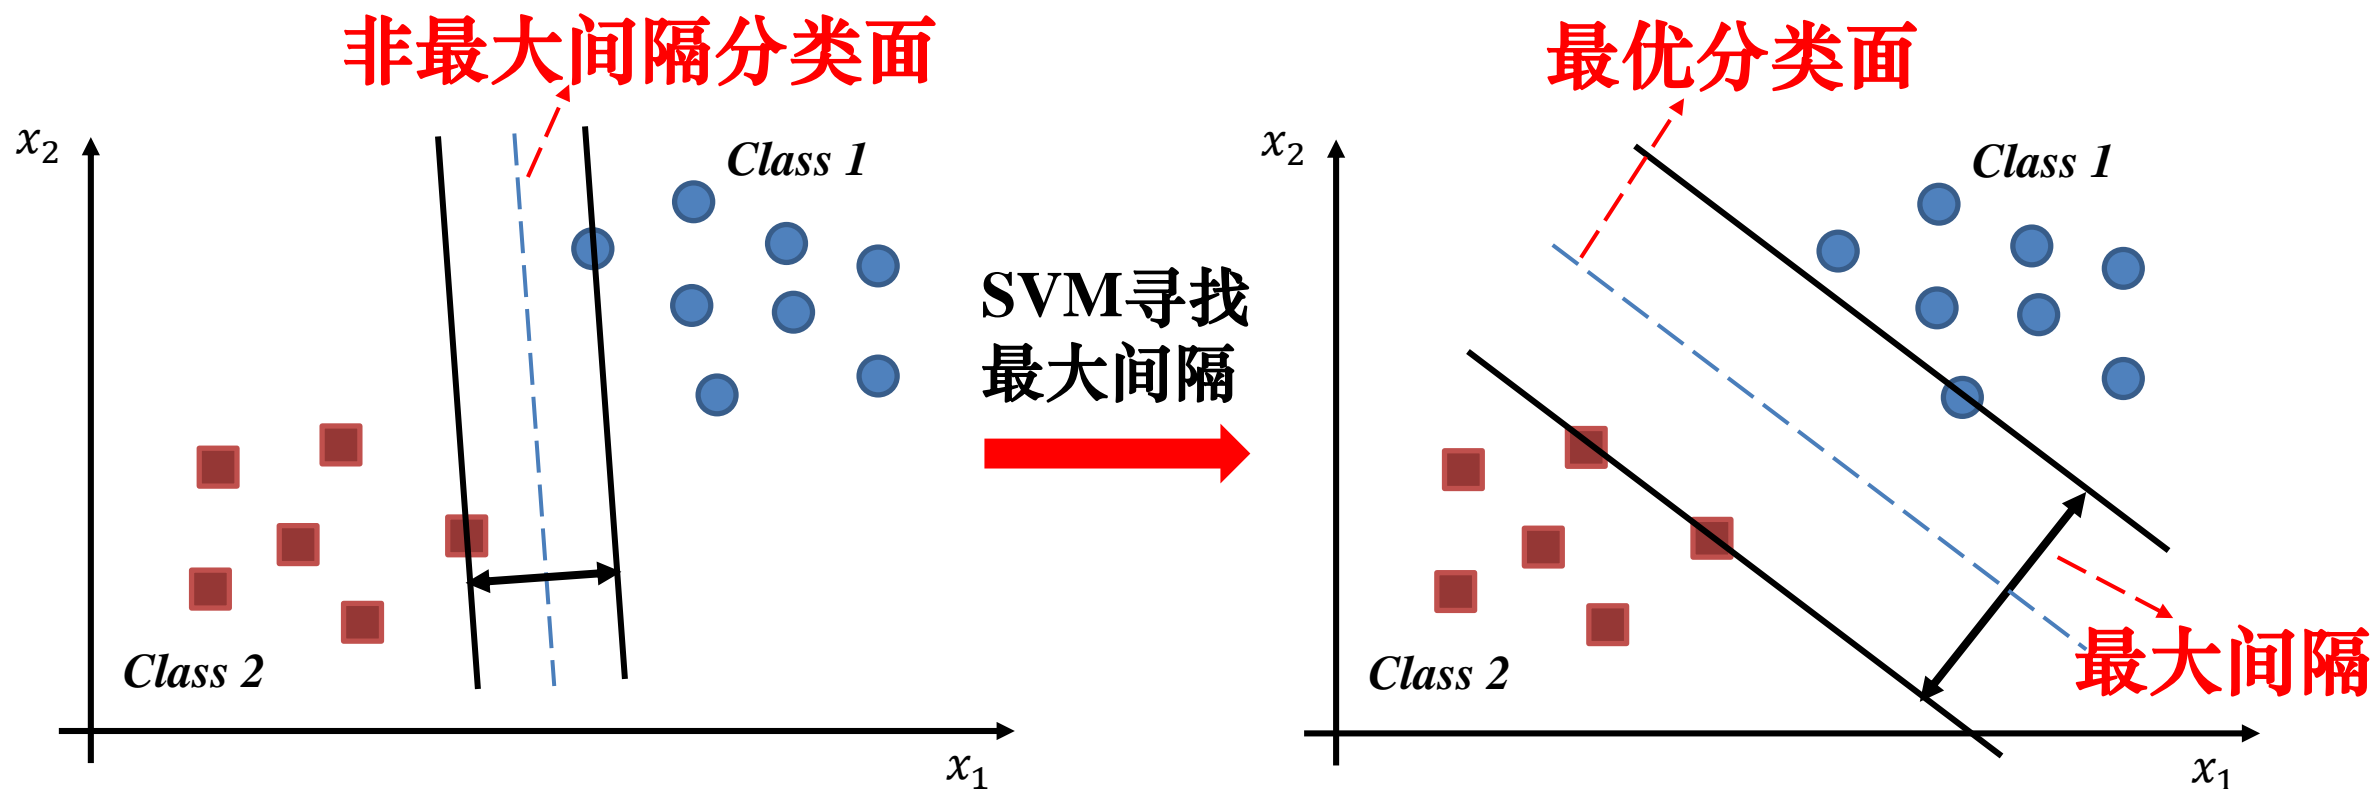 非最大间隔分类面
x₂
Class 1
Class 2
x₁
SVM寻找
最大间隔
最优分类面
x₂
Class 1
Class 2
最大间隔
x₁